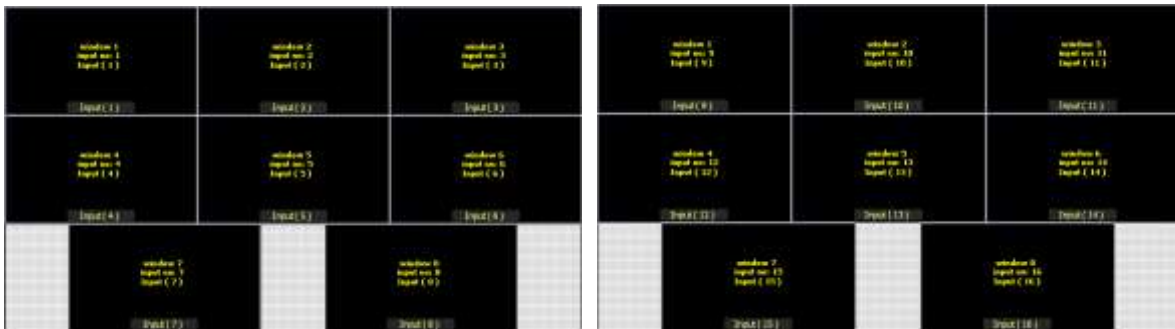 window 1
input no: 1
Input ( 1 )
Input(1)
window 2
input no: 2
Input ( 2 )
Input(2)
window 3
input no: 3
Input ( 3 )
Input(3)
window 4
input no: 4
Input ( 4 )
Input(4)
window 5
input no: 5
Input ( 5 )
Input(5)
window 6
input no: 6
Input ( 6 )
Input(6)
window 7
input no: 7
Input ( 7 )
Input(7)
window 8
input no: 8
Input ( 8 )
Input(8)
window 1
input no: 9
Input ( 9 )
Input(9)
window 2
input no: 10
Input ( 10 )
Input(10)
window 3
input no: 11
Input ( 11 )
Input(11)
window 4
input no: 12
Input ( 12 )
Input(12)
window 5
input no: 13
Input ( 13 )
Input(13)
window 6
input no: 14
Input ( 14 )
Input(14)
window 7
input no: 15
Input ( 15 )
Input(15)
window 8
input no: 16
Input ( 16 )
Input(16)